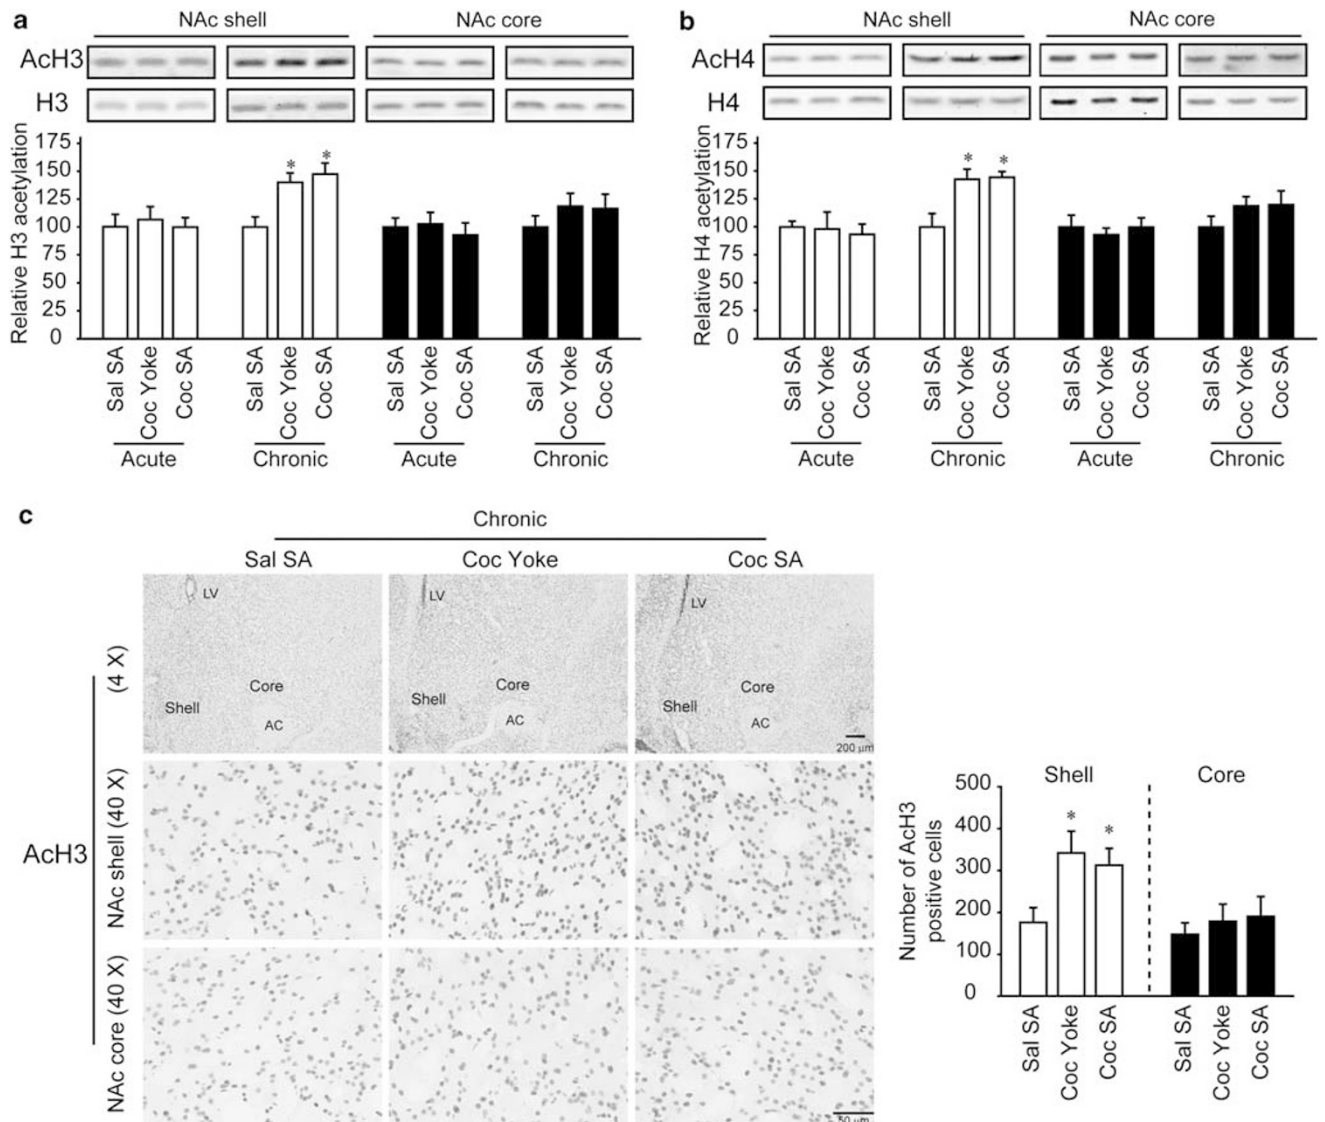 a
NAc shell NAc core
AcH3
H3
Relative H3 acetylation
175
150
125
100
75
50
25
0
* *
Sal SA Coc Yoke Coc SA Sal SA Coc Yoke Coc SA Sal SA Coc Yoke Coc SA Sal SA Coc Yoke Coc SA
Acute Chronic Acute Chronic
b
NAc shell NAc core
AcH4
H4
Relative H4 acetylation
175
150
125
100
75
50
25
0
* *
Sal SA Coc Yoke Coc SA Sal SA Coc Yoke Coc SA Sal SA Coc Yoke Coc SA Sal SA Coc Yoke Coc SA
Acute Chronic Acute Chronic
c
Chronic
Sal SA Coc Yoke Coc SA
AcH3
(4 X)
LV LV LV
Shell Core AC
Shell Core AC
Shell Core AC
200 μm
NAc shell (40 X)
NAc core (40 X)
50 μm
Shell Core
Number of AcH3
positive cells
500
400
300
200
100
0
* *
Sal SA Coc Yoke Coc SA Sal SA Coc Yoke Coc SA